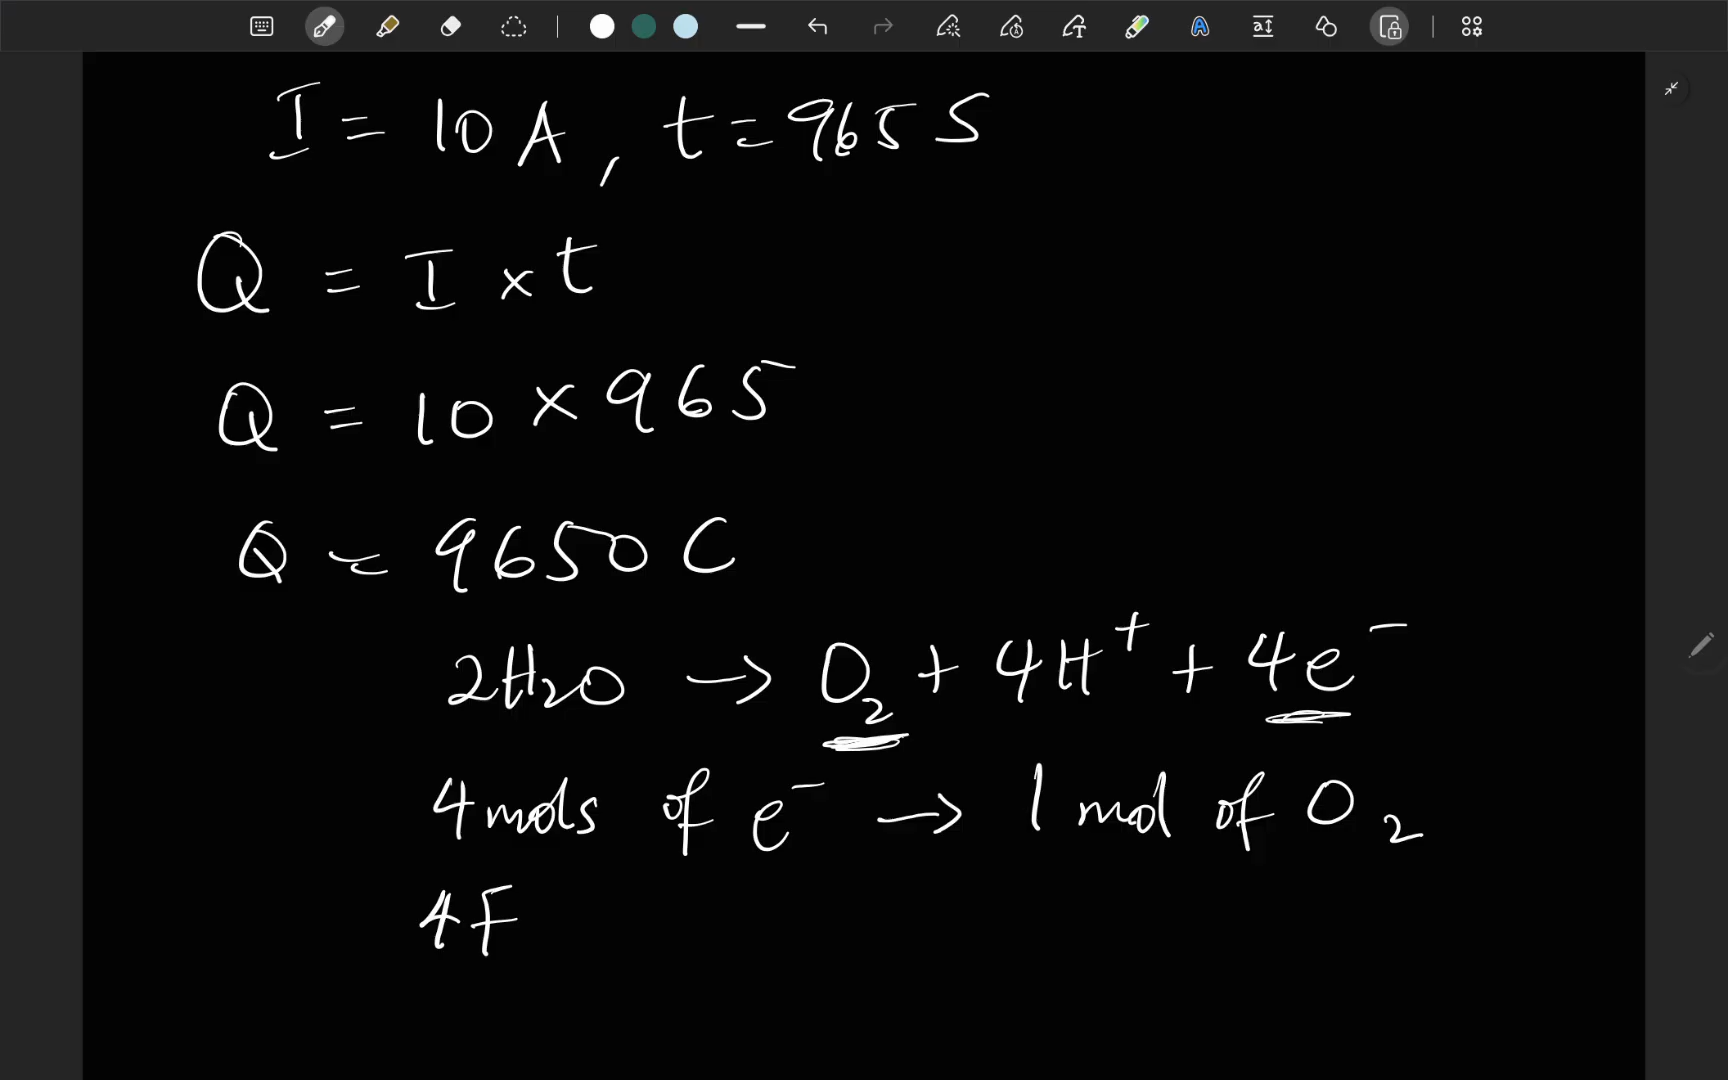 I = 10 A, t = 965 S
Q = I × t
Q = 10 × 965
Q = 9650 C
2H₂O → O₂ + 4H⁺ + 4e⁻
4 mols of e⁻ → 1 mol of O₂
4F